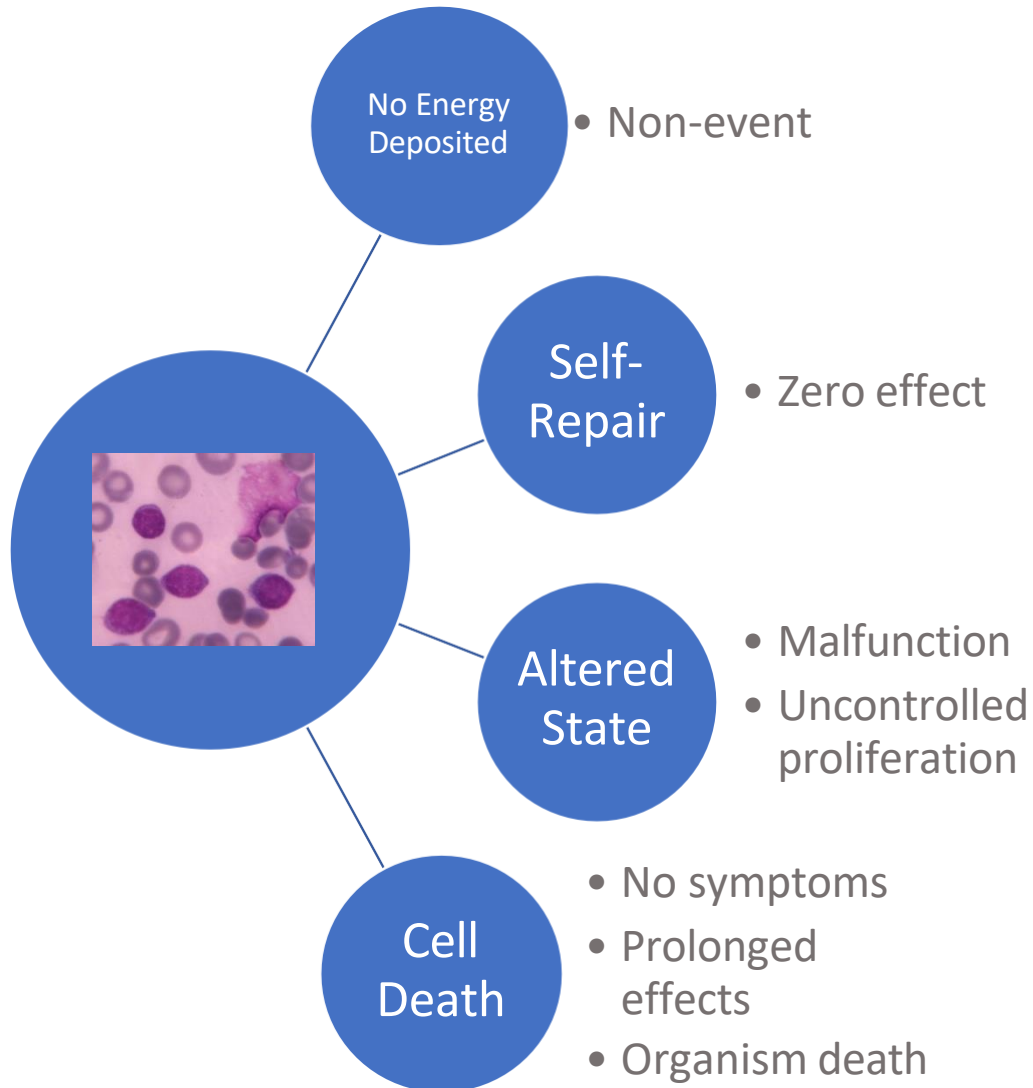 No Energy
Deposited
• Non-event
Self-
Repair
• Zero effect
Altered
State
• Malfunction
• Uncontrolled
proliferation
Cell
Death
• No symptoms
• Prolonged
effects
• Organism death